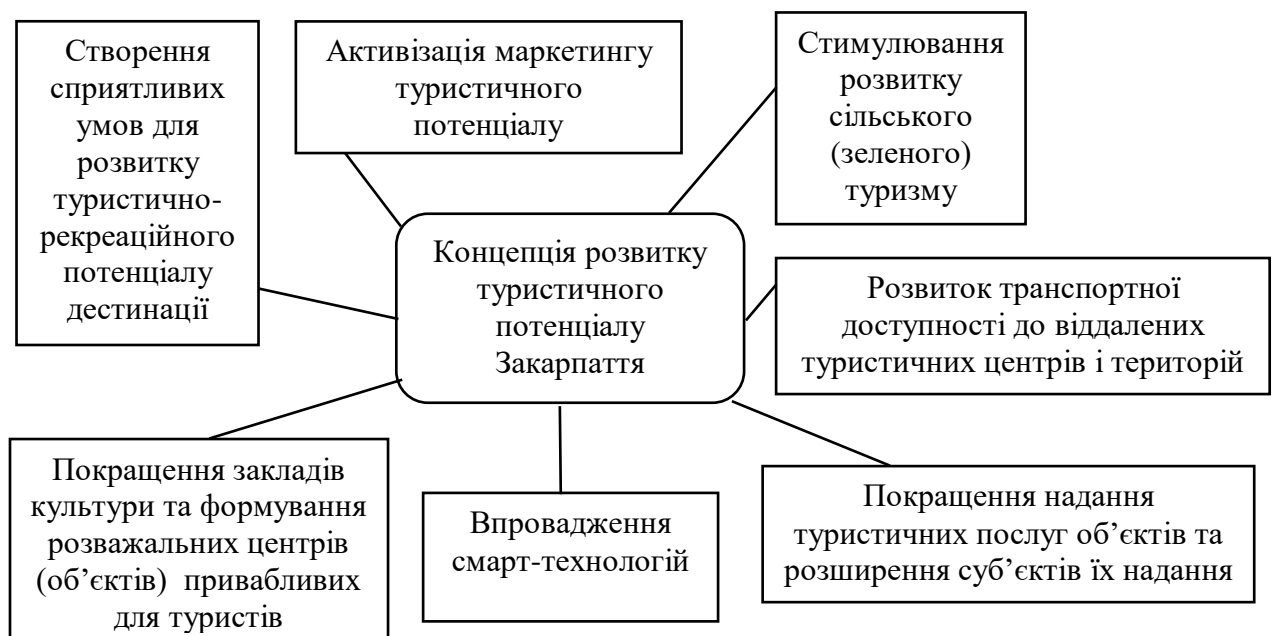 Створення
сприятливих
умов для
розвитку
туристично-
рекреаційного
потенціалу
дестинації
Активізація маркетингу
туристичного
потенціалу
Стимулювання
розвитку
сільського
(зеленого)
туризму
Концепція розвитку
туристичного
потенціалу
Закарпаття
Розвиток транспортної
доступності до віддалених
туристичних центрів і територій
Покращення закладів
культури та формування
розважальних центрів
(об’єктів) привабливих
для туристів
Впровадження
смарт-технологій
Покращення надання
туристичних послуг об’єктів та
розширення суб’єктів їх надання